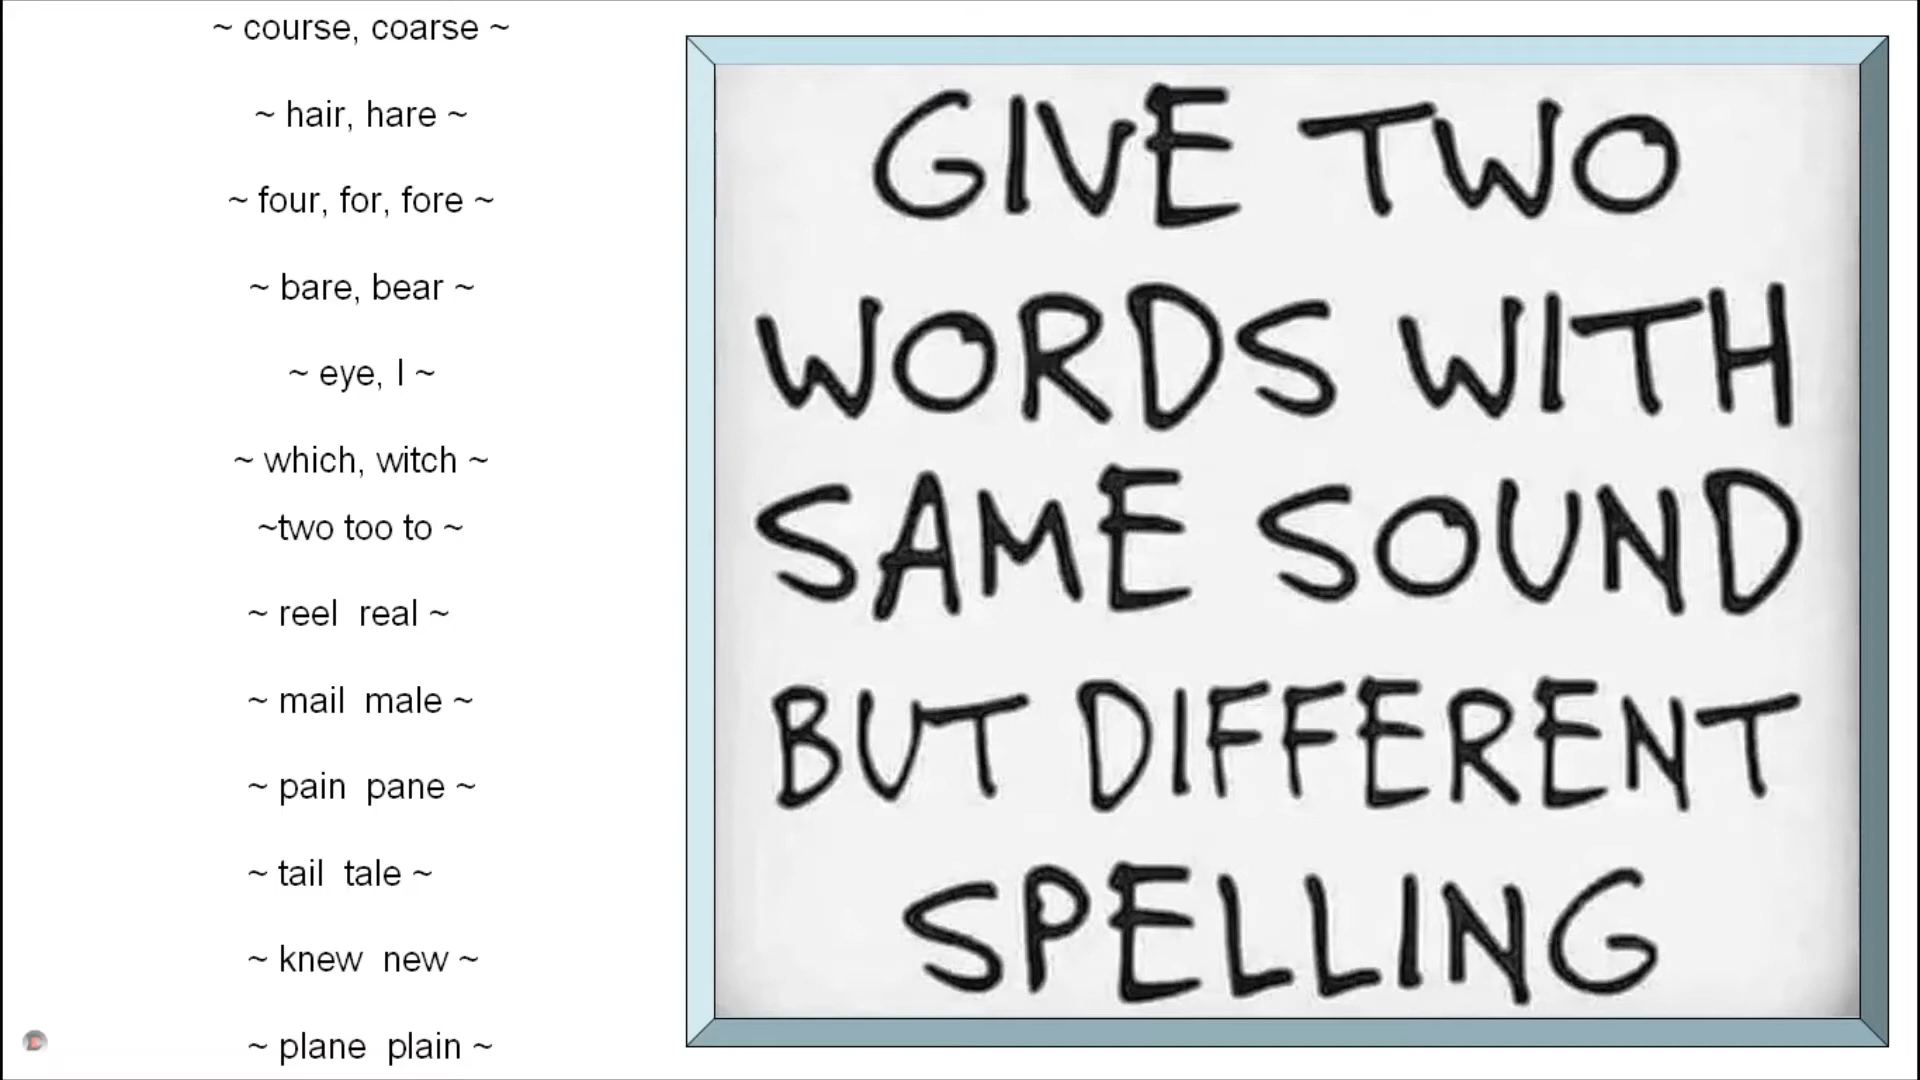 ~ course, coarse ~
~ hair, hare ~
~ four, for, fore ~
~ bare, bear ~
~ eye, I ~
~ which, witch ~
~two too to ~
~ reel  real ~
~ mail  male ~
~ pain  pane ~
~ tail  tale ~
~ knew  new ~
~ plane  plain ~
GIVE TWO
WORDS WITH
SAME SOUND
BUT DIFFERENT
SPELLING